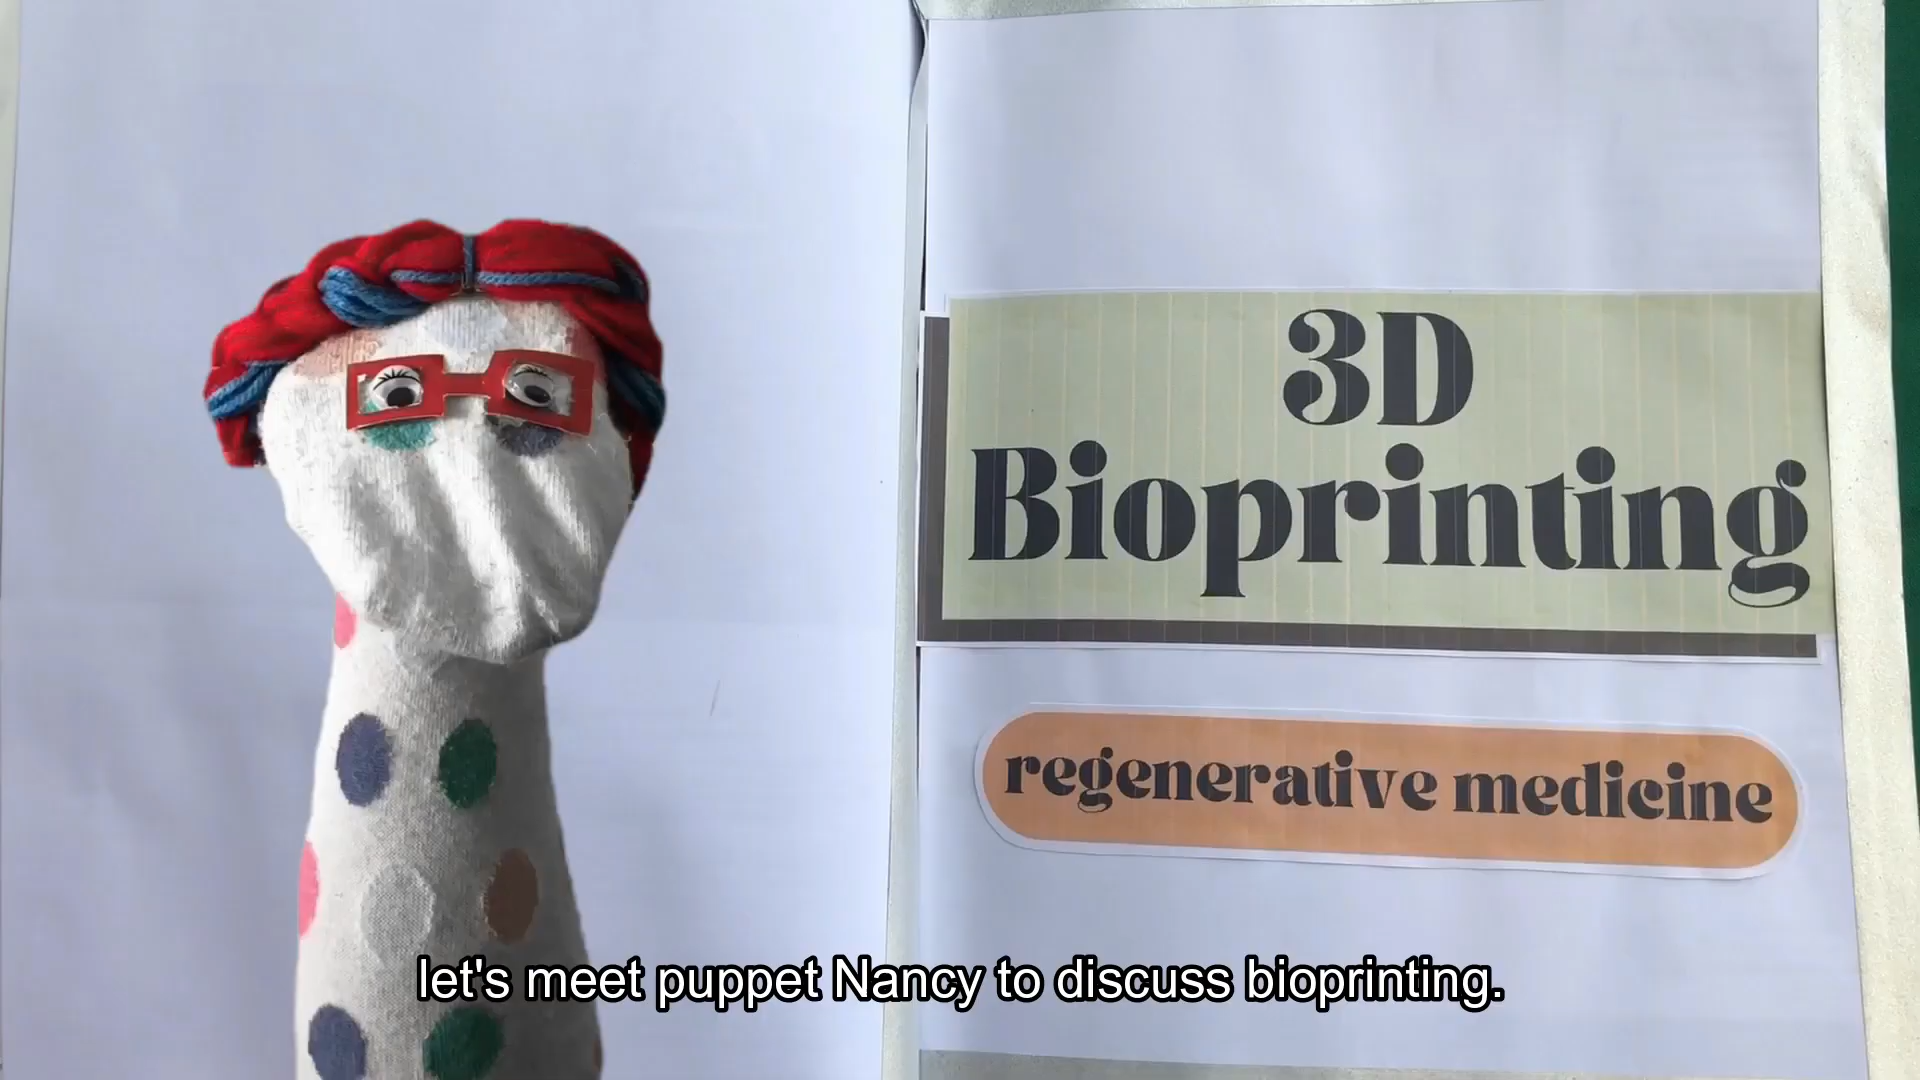 3D
Bioprinting
regenerative medicine
let's meet puppet Nancy to discuss bioprinting.